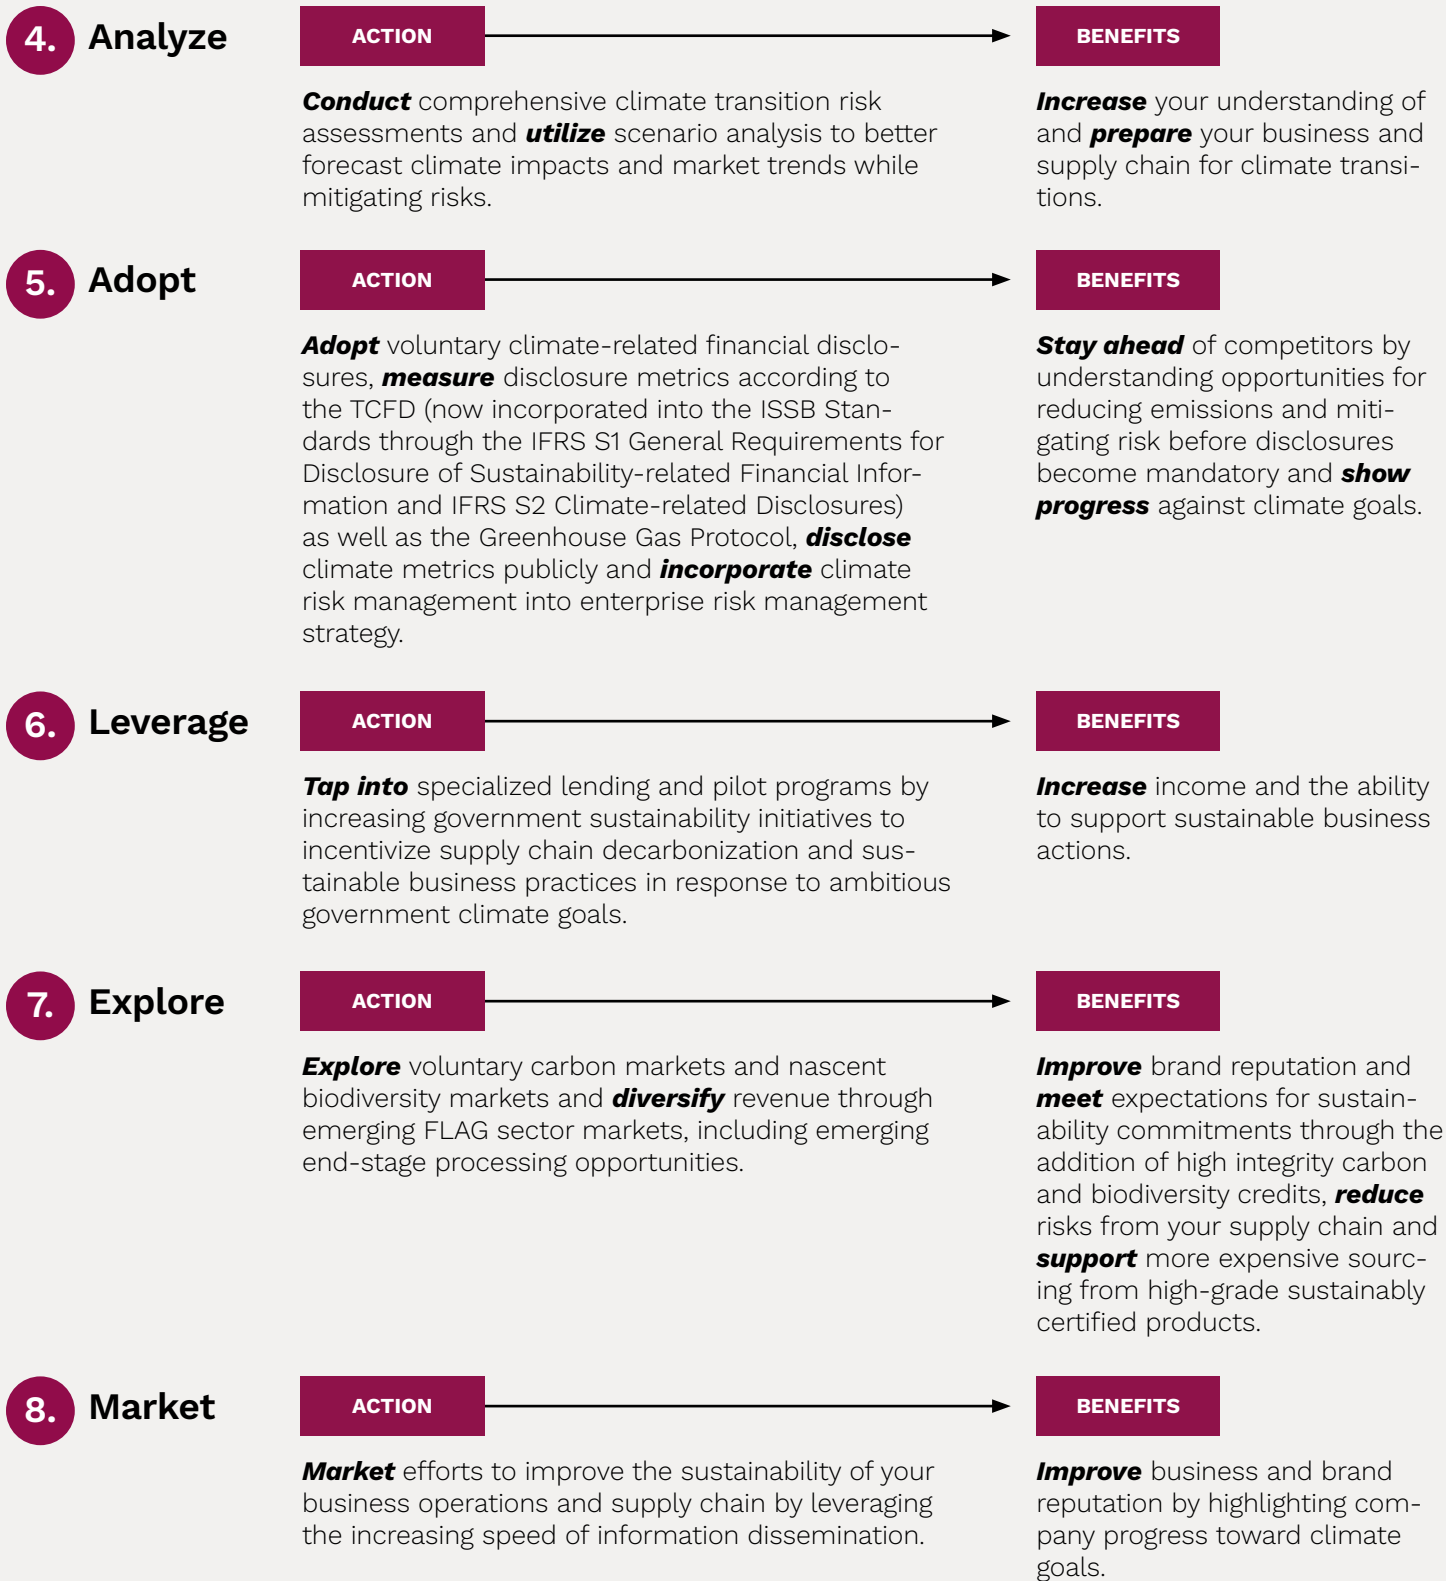 4. Analyze
ACTION
BENEFITS
Conduct comprehensive climate transition risk
assessments and utilize scenario analysis to better
forecast climate impacts and market trends while
mitigating risks.
Increase your understanding of
and prepare your business and
supply chain for climate transi-
tions.
5. Adopt
ACTION
BENEFITS
Adopt voluntary climate-related financial disclo-
sures, measure disclosure metrics according to
the TCFD (now incorporated into the ISSB Stan-
dards through the IFRS S1 General Requirements for
Disclosure of Sustainability-related Financial Infor-
mation and IFRS S2 Climate-related Disclosures)
as well as the Greenhouse Gas Protocol, disclose
climate metrics publicly and incorporate climate
risk management into enterprise risk management
strategy.
Stay ahead of competitors by
understanding opportunities for
reducing emissions and miti-
gating risk before disclosures
become mandatory and show
progress against climate goals.
6. Leverage
ACTION
BENEFITS
Tap into specialized lending and pilot programs by
increasing government sustainability initiatives to
incentivize supply chain decarbonization and sus-
tainable business practices in response to ambitious
government climate goals.
Increase income and the ability
to support sustainable business
actions.
7. Explore
ACTION
BENEFITS
Explore voluntary carbon markets and nascent
biodiversity markets and diversify revenue through
emerging FLAG sector markets, including emerging
end-stage processing opportunities.
Improve brand reputation and
meet expectations for sustain-
ability commitments through the
addition of high integrity carbon
and biodiversity credits, reduce
risks from your supply chain and
support more expensive sourc-
ing from high-grade sustainably
certified products.
8. Market
ACTION
BENEFITS
Market efforts to improve the sustainability of your
business operations and supply chain by leveraging
the increasing speed of information dissemination.
Improve business and brand
reputation by highlighting com-
pany progress toward climate
goals.